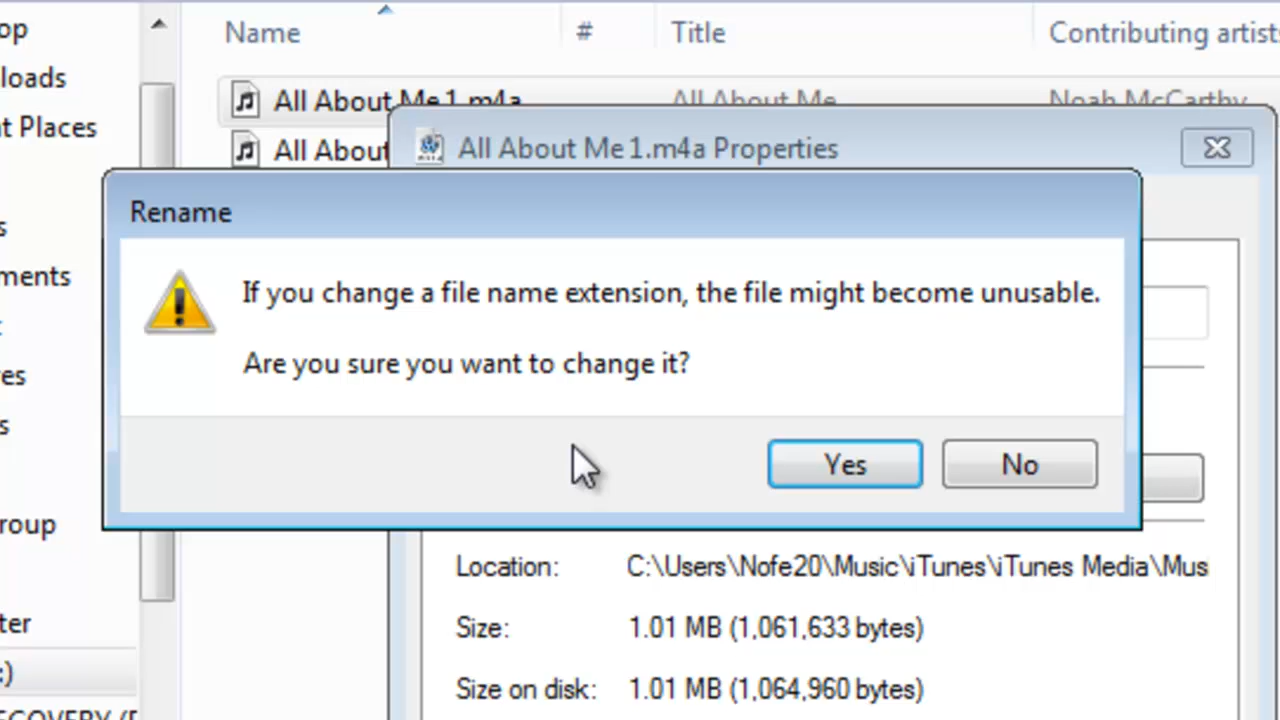 op
Name
#
Title
Contributing artists
loads
All About Me 1.m4a
All About Me
Noah McCarthy
t Places
All About
All About Me 1.m4a Properties
Rename
s
ments
If you change a file name extension, the file might become unusable.
Are you sure you want to change it?
es
s
Yes
No
roup
Location:
C:\Users\Nofe20\Music\iTunes\iTunes Media\Mus
ter
Size:
1.01 MB (1,061,633 bytes)
:)
Size on disk:
1.01 MB (1,064,960 bytes)
ECOVERY (